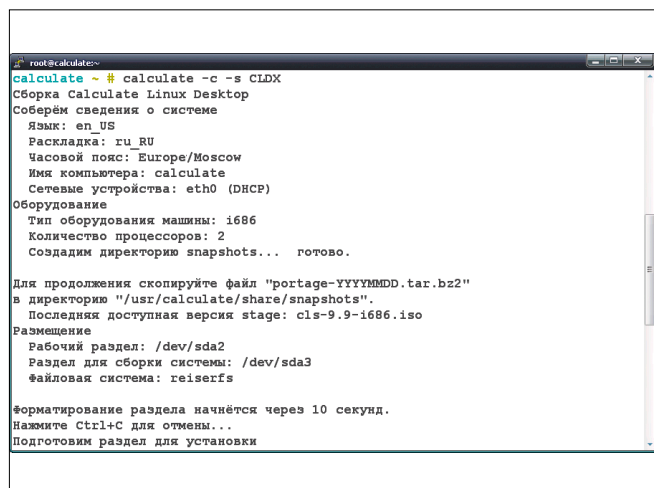 root@calculate:~
calculate ~ # calculate -c -s CLDX
Сборка Calculate Linux Desktop
Соберём сведения о системе
Язык: en_US
Раскладка: ru_RU
Часовой пояс: Europe/Moscow
Имя компьютера: calculate
Сетевые устройства: eth0 (DHCP)
Оборудование
Тип оборудования машины: i686
Количество процессоров: 2
Создадим директорию snapshots... готово.
Для продолжения скопируйте файл "portage-YYYYMMDD.tar.bz2"
в директорию "/usr/calculate/share/snapshots".
Последняя доступная версия stage: cls-9.9-i686.iso
Размещение
Рабочий раздел: /dev/sda2
Раздел для сборки системы: /dev/sda3
Файловая система: reiserfs
Форматирование раздела начнётся через 10 секунд.
Нажмите Ctrl+C для отмены...
Подготовим раздел для установки